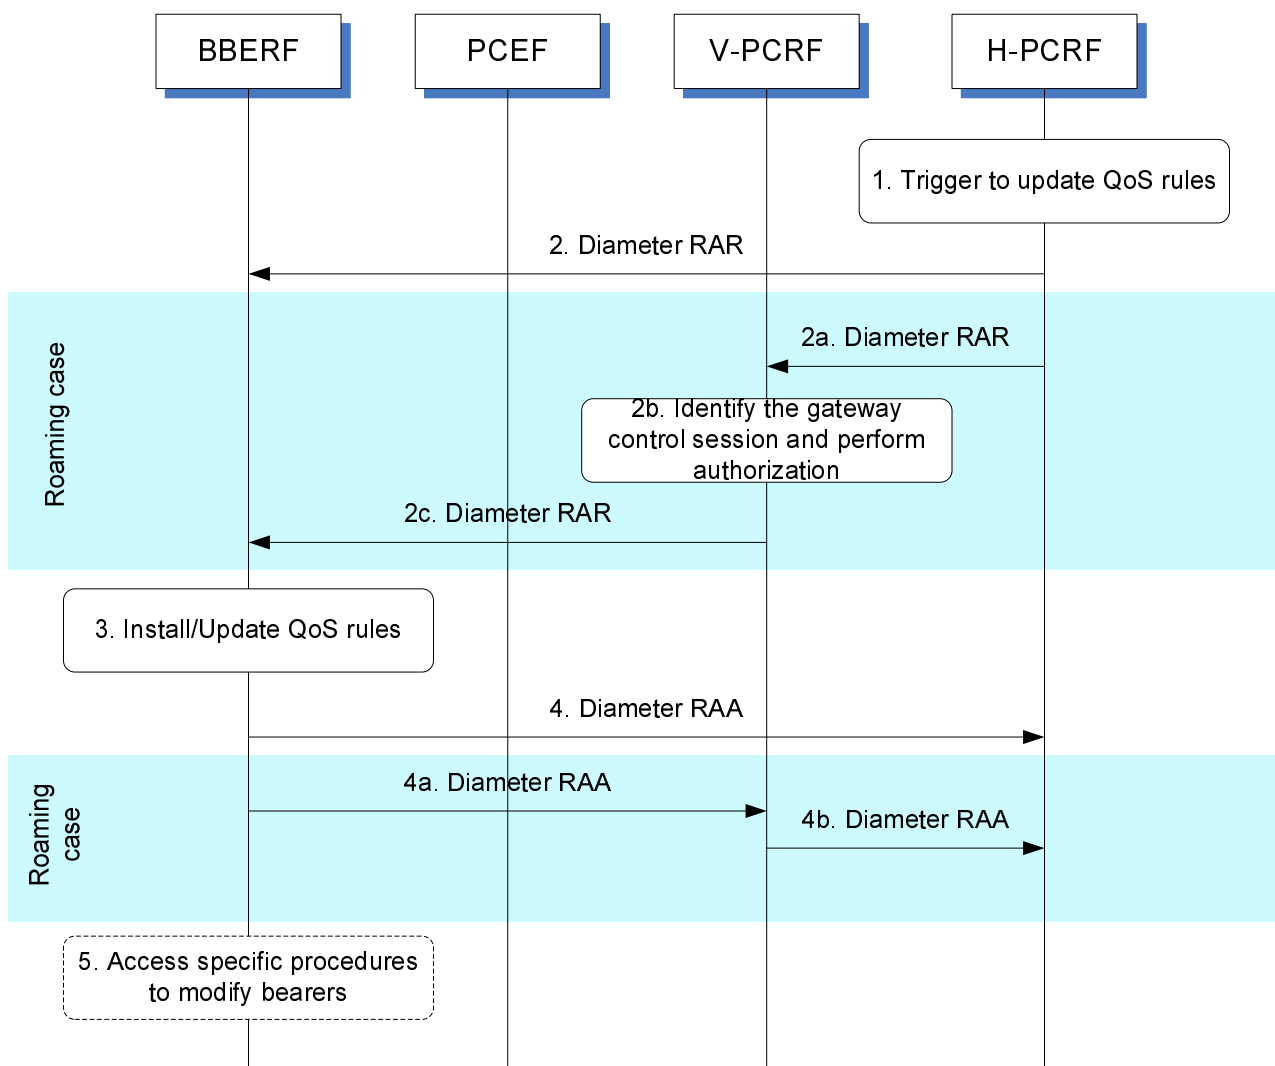 BBERF
PCEF
V-PCRF
H-PCRF
1. Trigger to update QoS rules
2. Diameter RAR
Roaming case
2a. Diameter RAR
2b. Identify the gateway
control session and perform
authorization
2c. Diameter RAR
3. Install/Update QoS rules
4. Diameter RAA
Roaming
case
4a. Diameter RAA
4b. Diameter RAA
5. Access specific procedures
to modify bearers